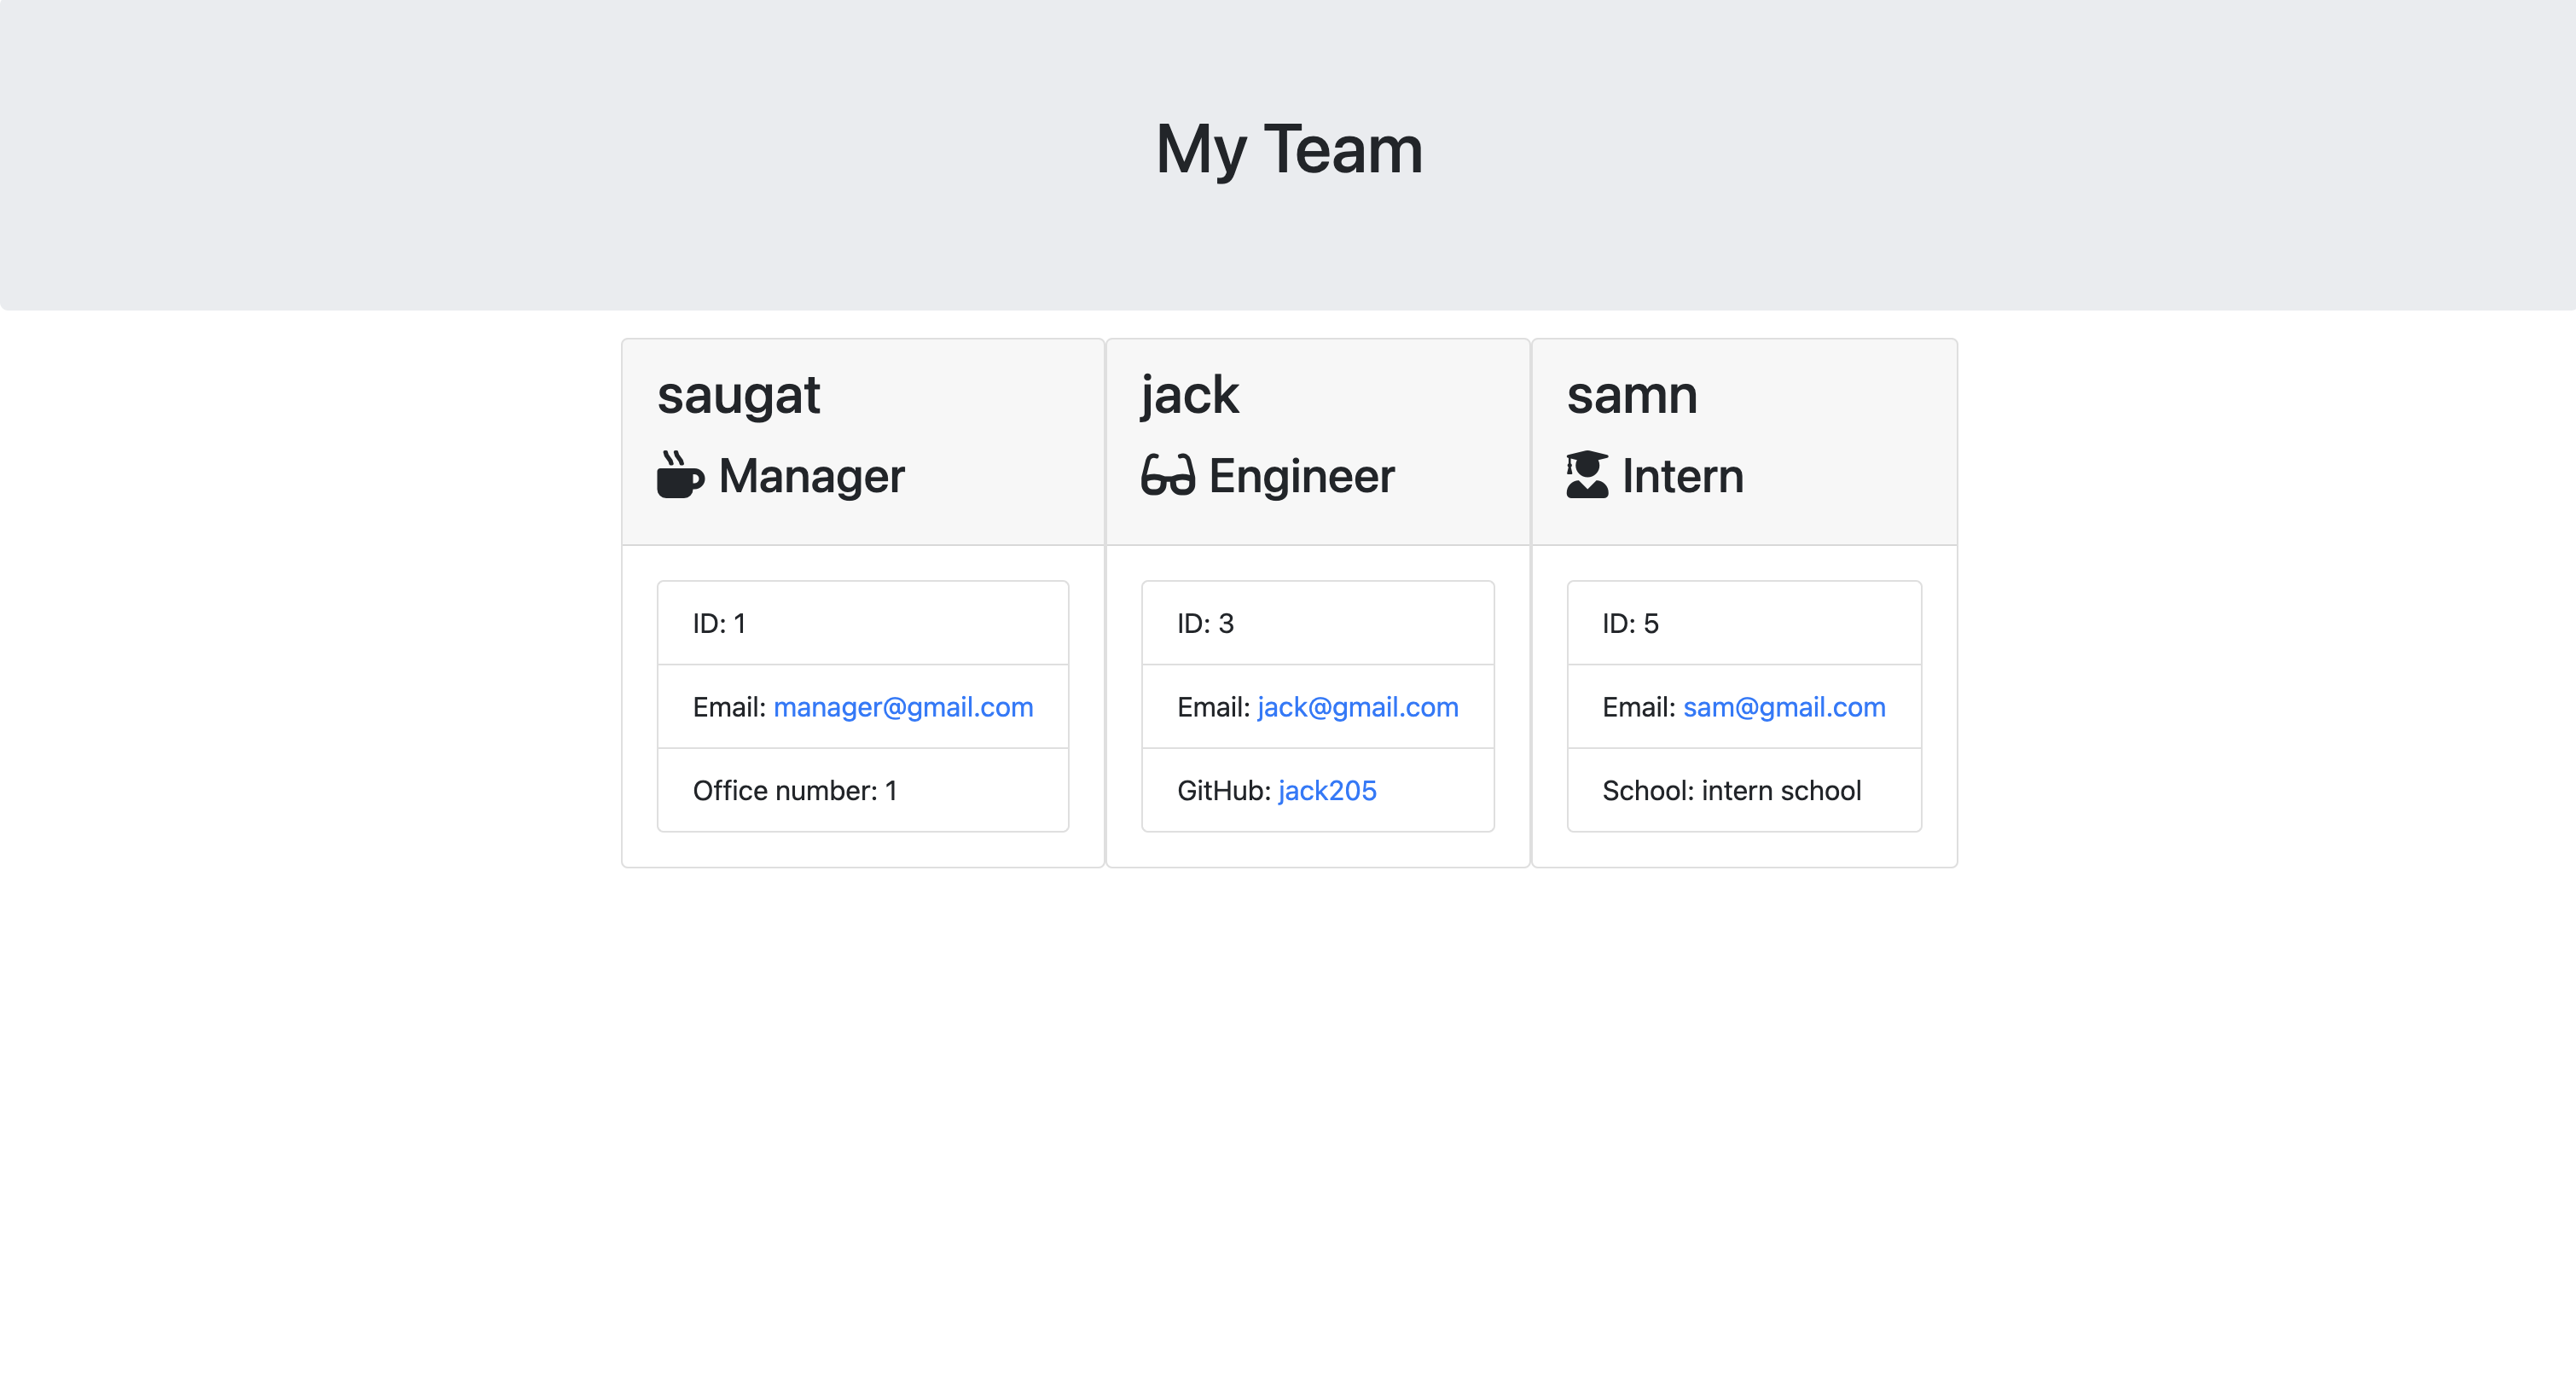 My Team
saugat
Manager
ID: 1
Email: manager@gmail.com
Office number: 1
jack
Engineer
ID: 3
Email: jack@gmail.com
GitHub: jack205
samn
Intern
ID: 5
Email: sam@gmail.com
School: intern school